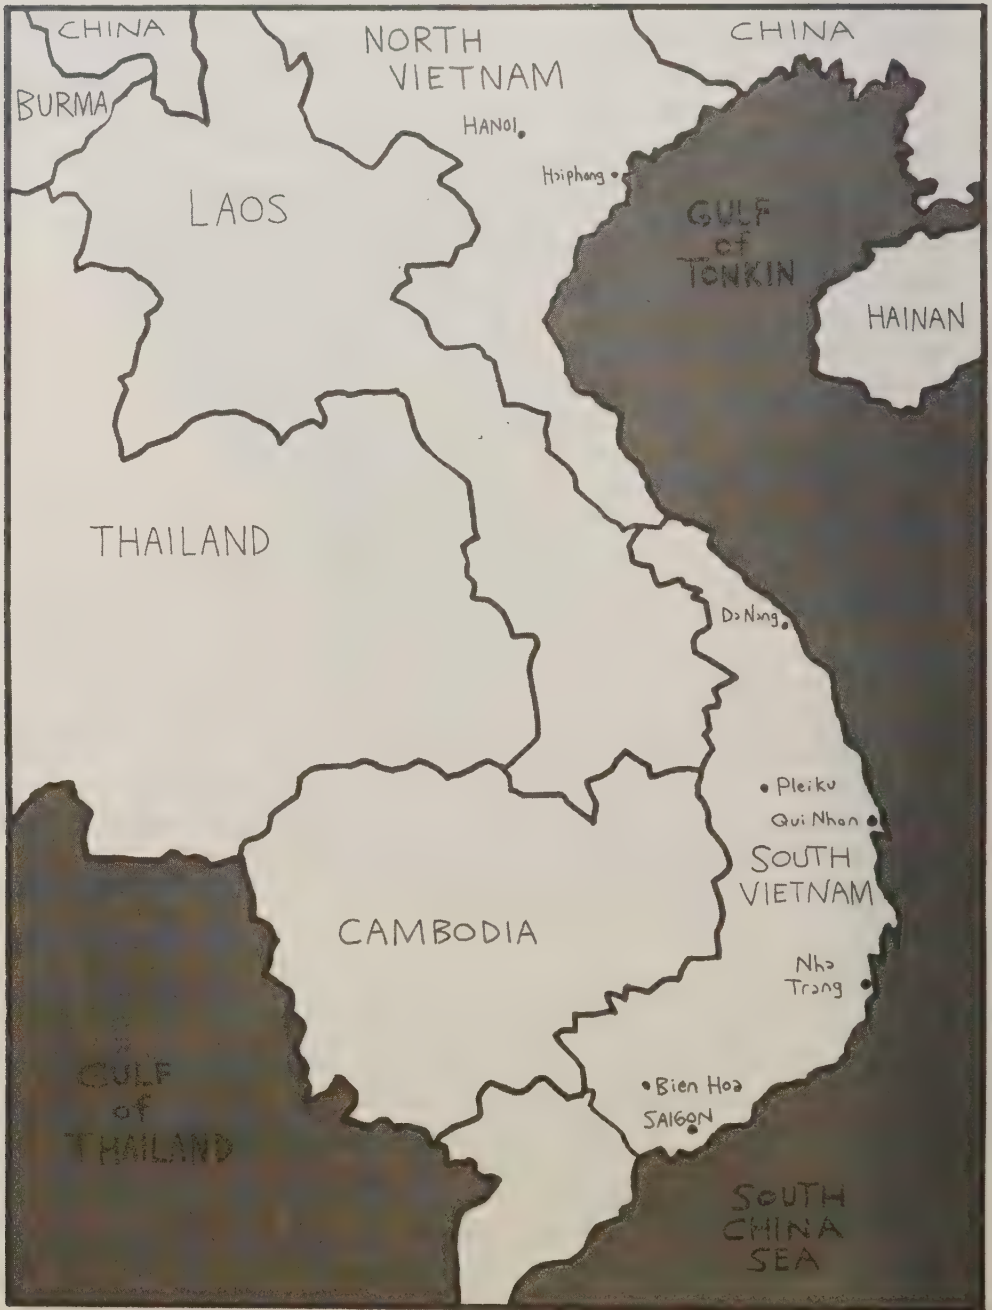 CHINA
NORTH
VIETNAM
CHINA
BURMA
HANOI
Haiphong
LAOS
GULF
of
TONKIN
HAINAN
THAILAND
Da Nang
Pleiku
Qui Nhon
SOUTH
VIETNAM
CAMBODIA
Nha
Trang
GULF
of
THAILAND
Bien Hoa
SAIGON
SOUTH
CHINA
SEA